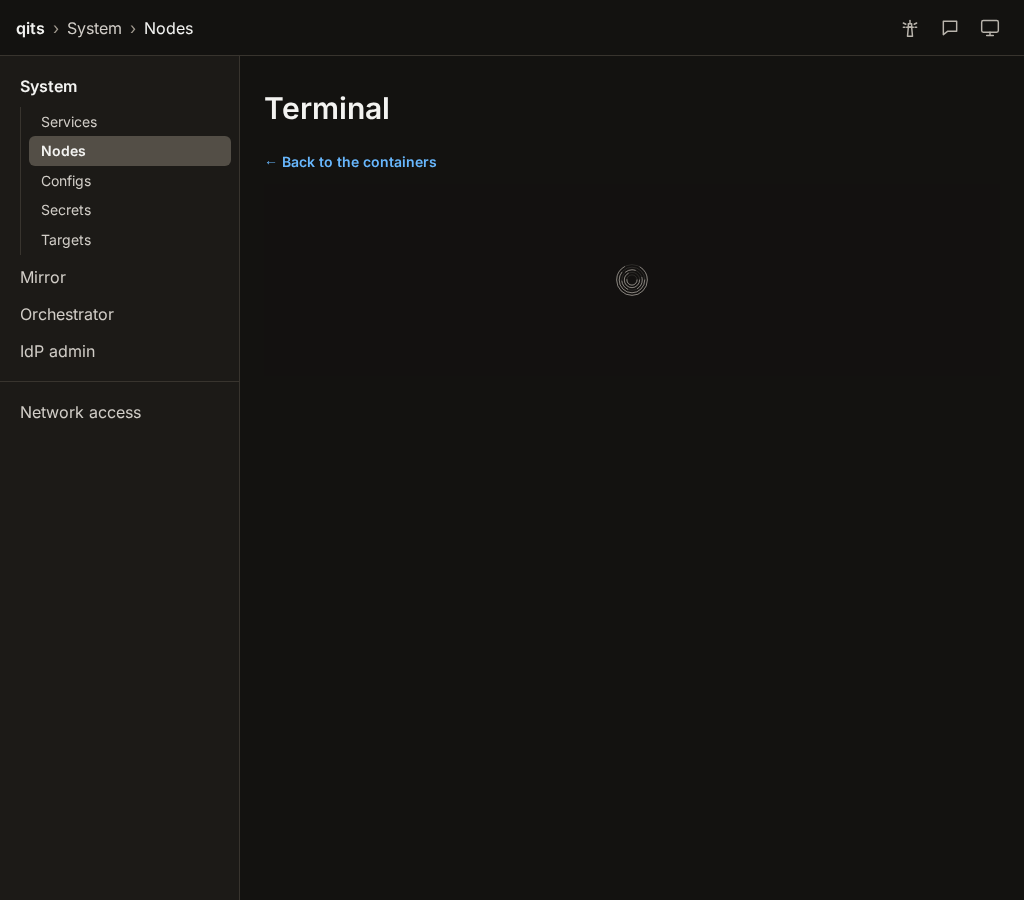 qits › System › Nodes
System
Services
Nodes
Configs
Secrets
Targets
Mirror
Orchestrator
IdP admin
Network access
Terminal
← Back to the containers